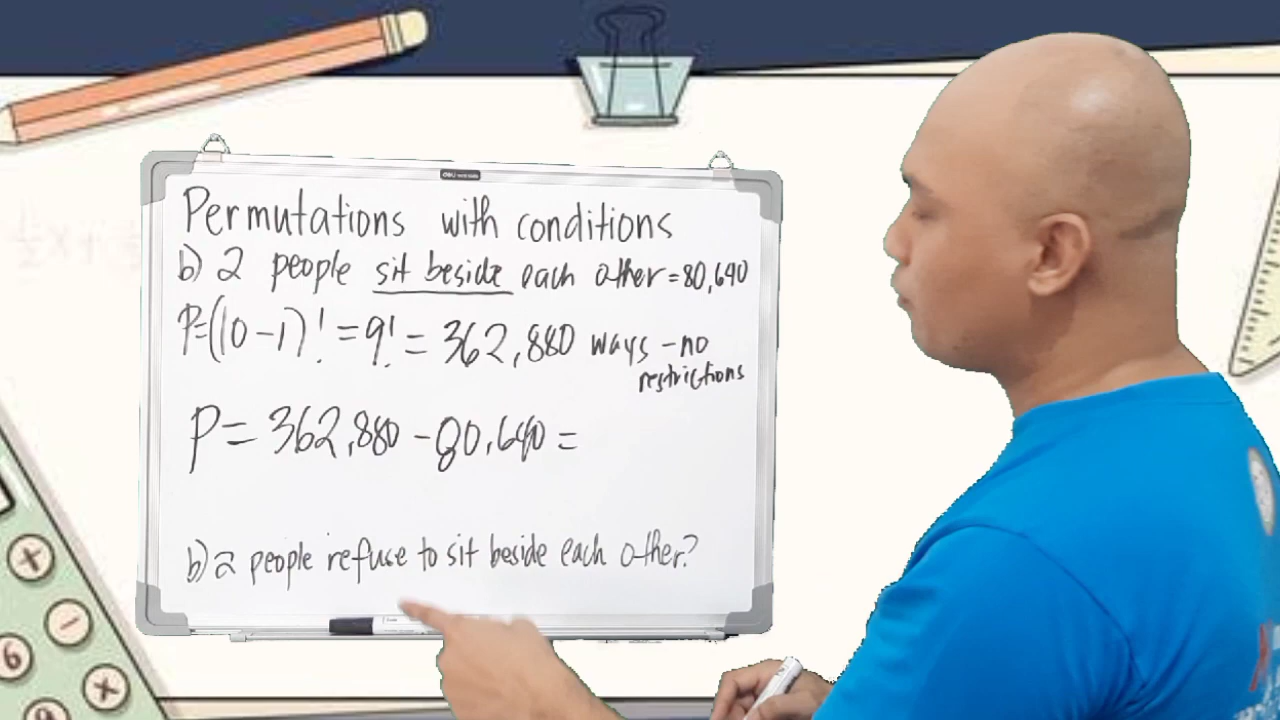 Permutations with conditions
b) 2 people sit beside each other = 80,640
P=(10-1)! = 9! = 362,880 ways - no
restrictions
P = 362,880 - 80,640 =
b) 2 people refuse to sit beside each other?
6